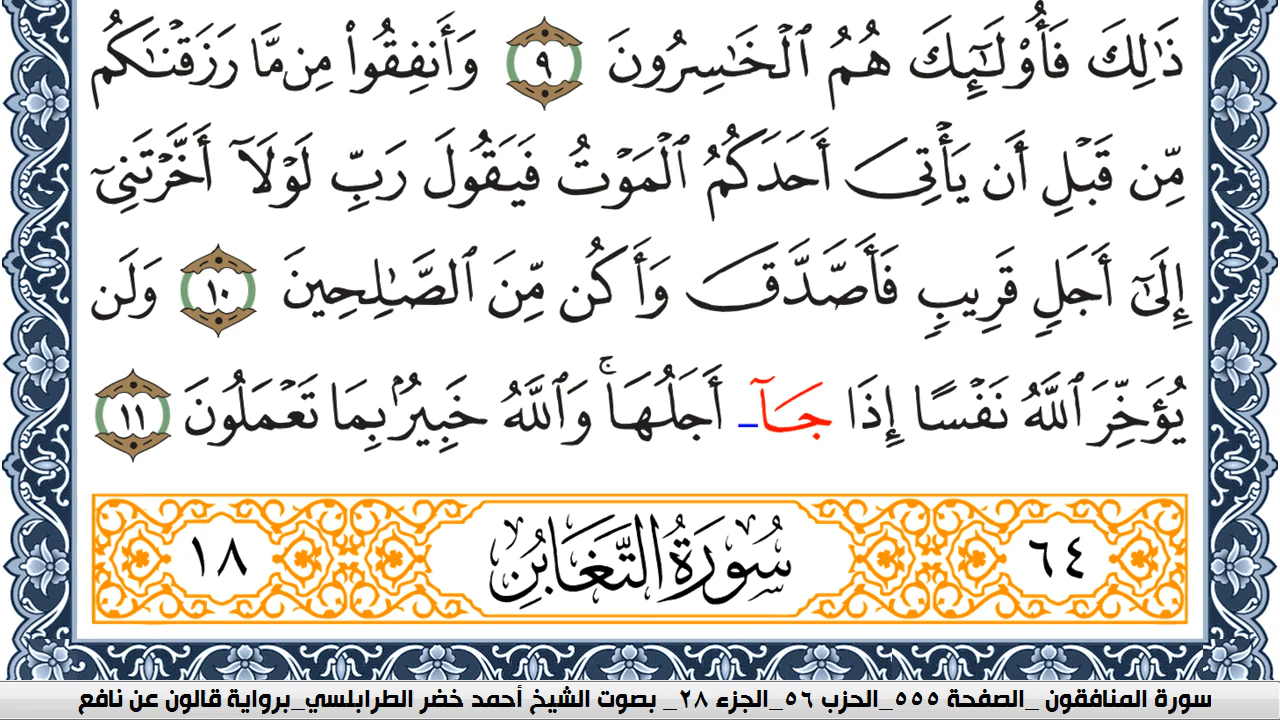 ذَٰلِكَ فَأُوْلَٰٓئِكَ هُمُ ٱلْخَٰسِرُونَ ٩ وَأَنفِقُواْ مِن مَّا رَزَقْنَٰكُم
مِّن قَبْلِ أَن يَأْتِىَ أَحَدَكُمُ ٱلْمَوْتُ فَيَقُولَ رَبِّ لَوْلَآ أَخَّرْتَنِىٓ
إِلَىٰٓ أَجَلٍ قَرِيبٍ فَأَصَّدَّقَ وَأَكُن مِّنَ ٱلصَّٰلِحِينَ ١٠ وَلَن
يُؤَخِّرَ ٱللَّهُ نَفْسًا إِذَا جَآ أَجَلُهَاۚ وَٱللَّهُ خَبِيرُۢ بِمَا تَعْمَلُونَ ١١
٦٤ سُورَةُ التَّغَابُنِ ١٨
سورة المنافقون _الصفحة ٥٥٥_الحزب ٥٦_الجزء ٢٨_ بصوت الشيخ أحمد خضر الطرابلسي_برواية قالون عن نافع